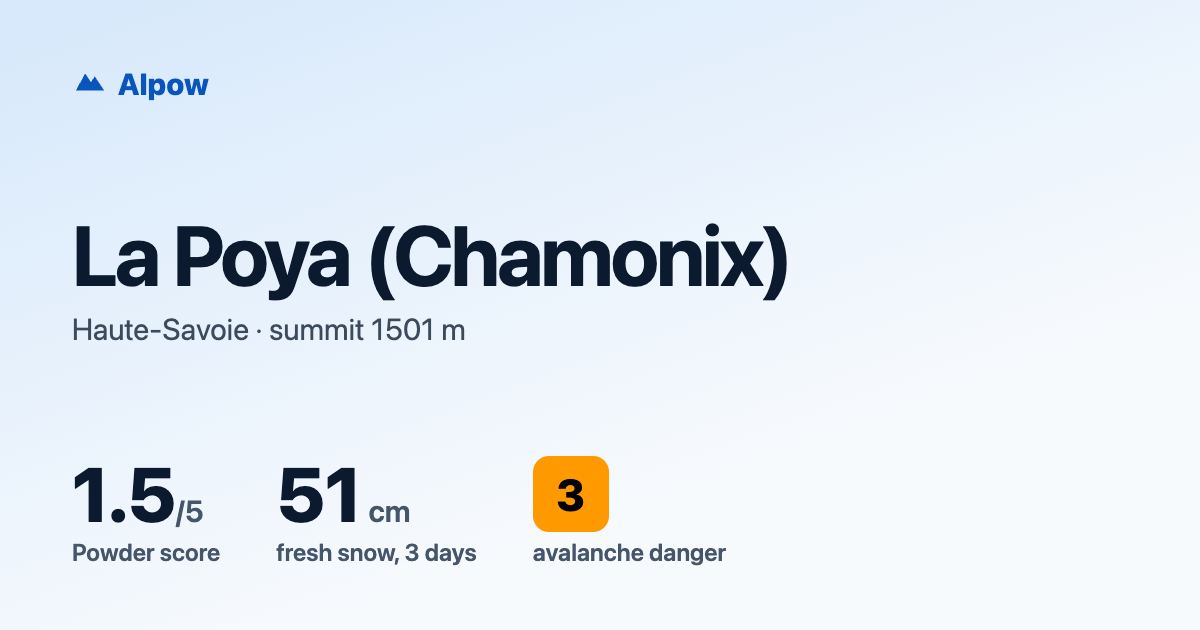 Alpow
La Poya (Chamonix)
Haute-Savoie · summit 1501 m
1.5/5 51 cm 3
Powder score fresh snow, 3 days avalanche danger